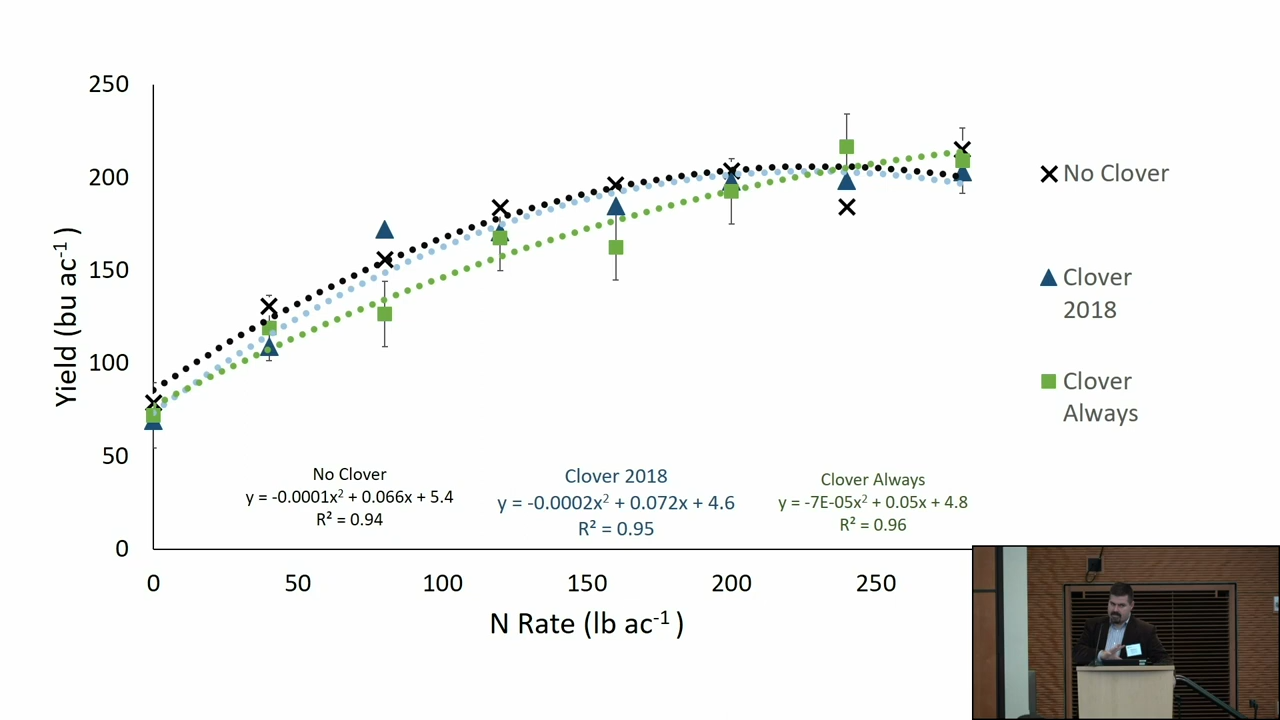 250
200
150
100
50
0
Yield (bu ac-1 )
0 50 100 150 200 250
N Rate (lb ac-1 )
No Clover
Clover
2018
Clover
Always
No Clover
y = -0.0001x² + 0.066x + 5.4
R² = 0.94
Clover 2018
y = -0.0002x² + 0.072x + 4.6
R² = 0.95
Clover Always
y = -7E-05x² + 0.05x + 4.8
R² = 0.96